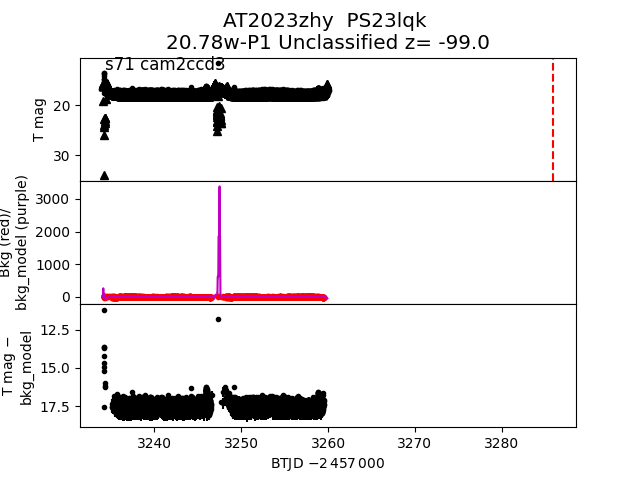 AT2023zhy  PS23lqk
20.78w-P1 Unclassified z= -99.0
s71 cam2ccd3
T mag
20
30
Bkg (red)/
bkg_model (purple)
3000
2000
1000
0
T mag −
bkg_model
12.5
15.0
17.5
3240
3250
3260
3270
3280
BTJD −2 457 000